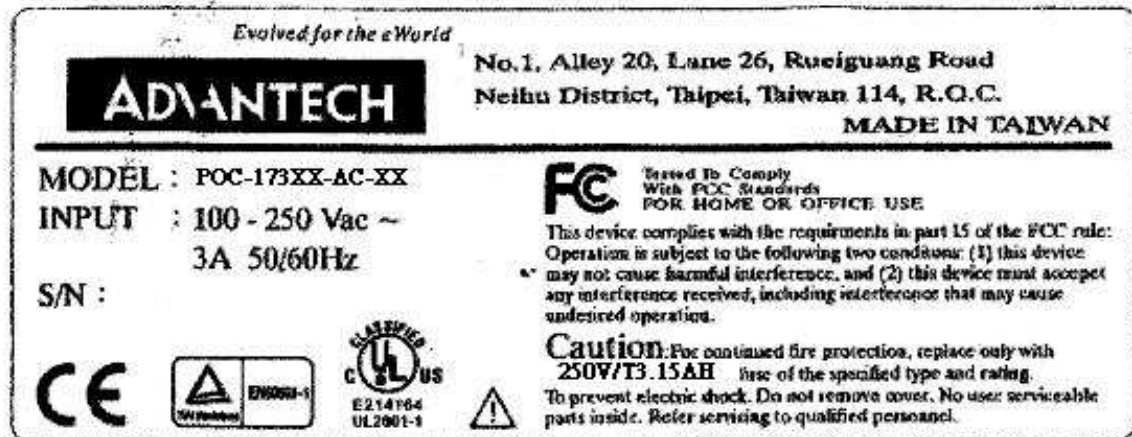 Evolved for the eWorld
ADVANTECH
No.1, Alley 20, Lane 26, Rueiguang Road
Neihu District, Taipei, Taiwan 114, R.O.C.
MADE IN TAIWAN
MODEL : POC-173XX-AC-XX
INPUT : 100 - 250 Vac ~
3A 50/60Hz
S/N :
FC
Tested To Comply
With FCC Standards
FOR HOME OR OFFICE USE
This device complies with the requirments in part 15 of the FCC rule:
Operation is subject to the following two conditions: (1) this device
may not cause harmful interference, and (2) this device must accepet
any interference received, including interference that may cause
undesired operation.
Caution:For continued fire protection, replace only with
250V/T3.15AH fuse of the specified type and rating.
To prevent electric shock. Do not remove cover. No user serviceable
parts inside. Refer servicing to qualified personnel.
CE
EN60601-1
CLASSIFIED
C UL US
E214764
UL2601-1